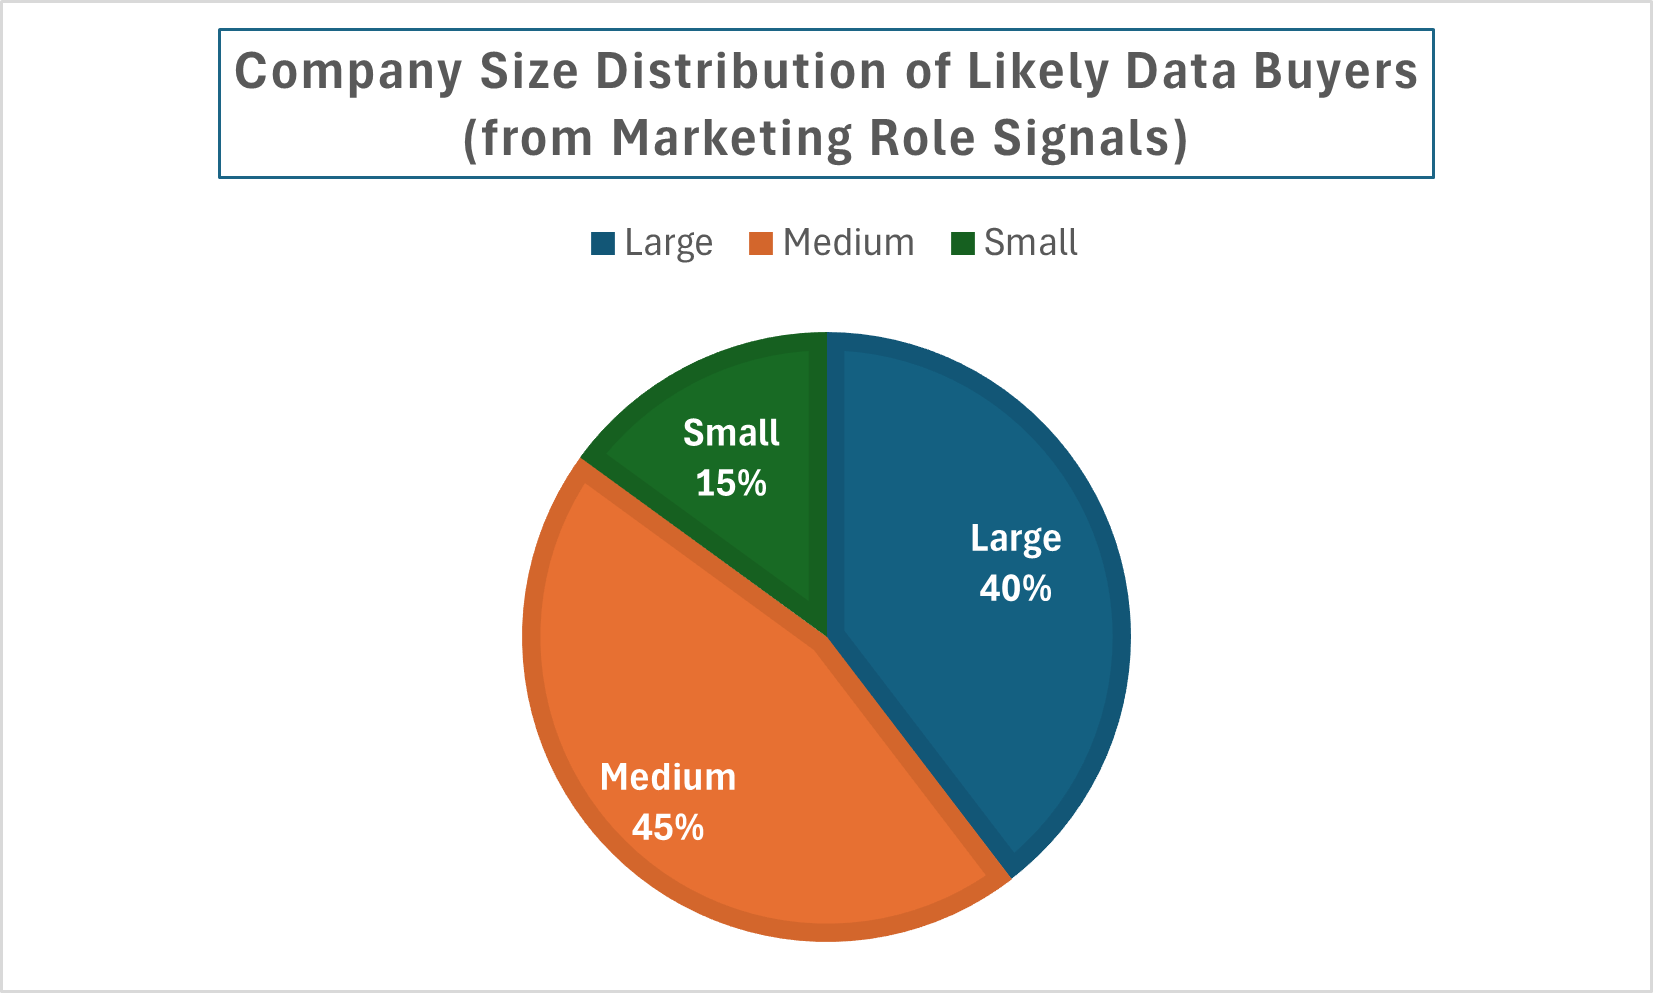 Company Size Distribution of Likely Data Buyers
(from Marketing Role Signals)
Large Medium Small
Small
15%
Large
40%
Medium
45%